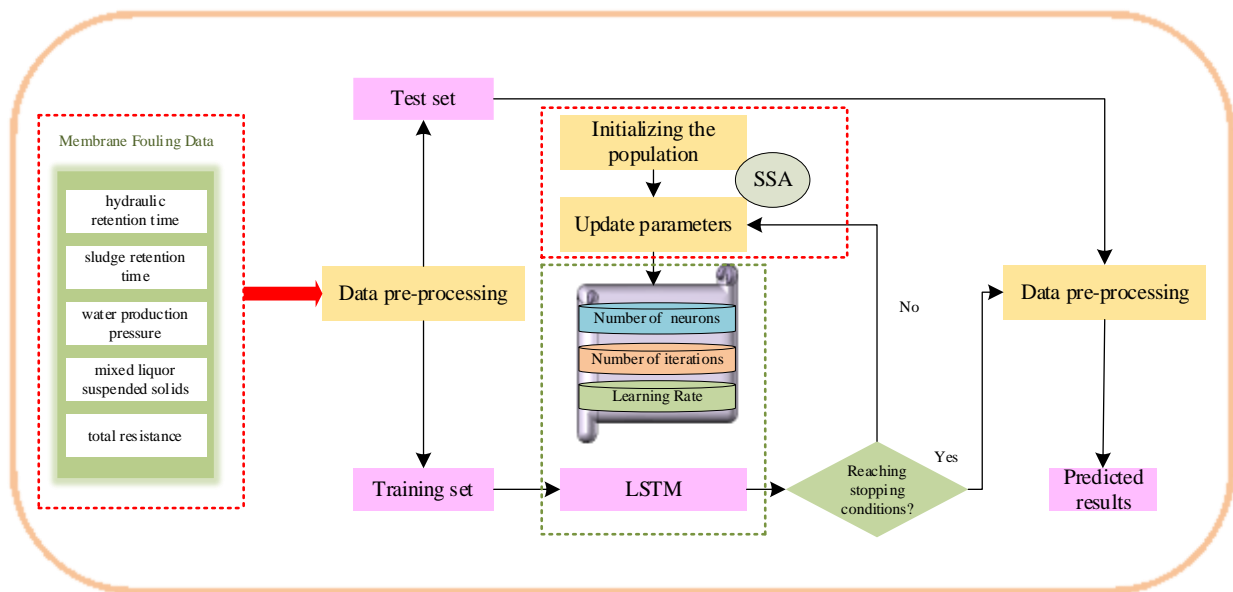 Membrane Fouling Data
hydraulic
retention time
sludge retention
time
water production
pressure
mixed liquor
suspended solids
total resistance
Data pre-processing
Test set
Training set
Initializing the
population
SSA
Update parameters
Number of neurons
Number of iterations
Learning Rate
LSTM
Reaching
stopping
conditions?
No
Yes
Data pre-processing
Predicted
results